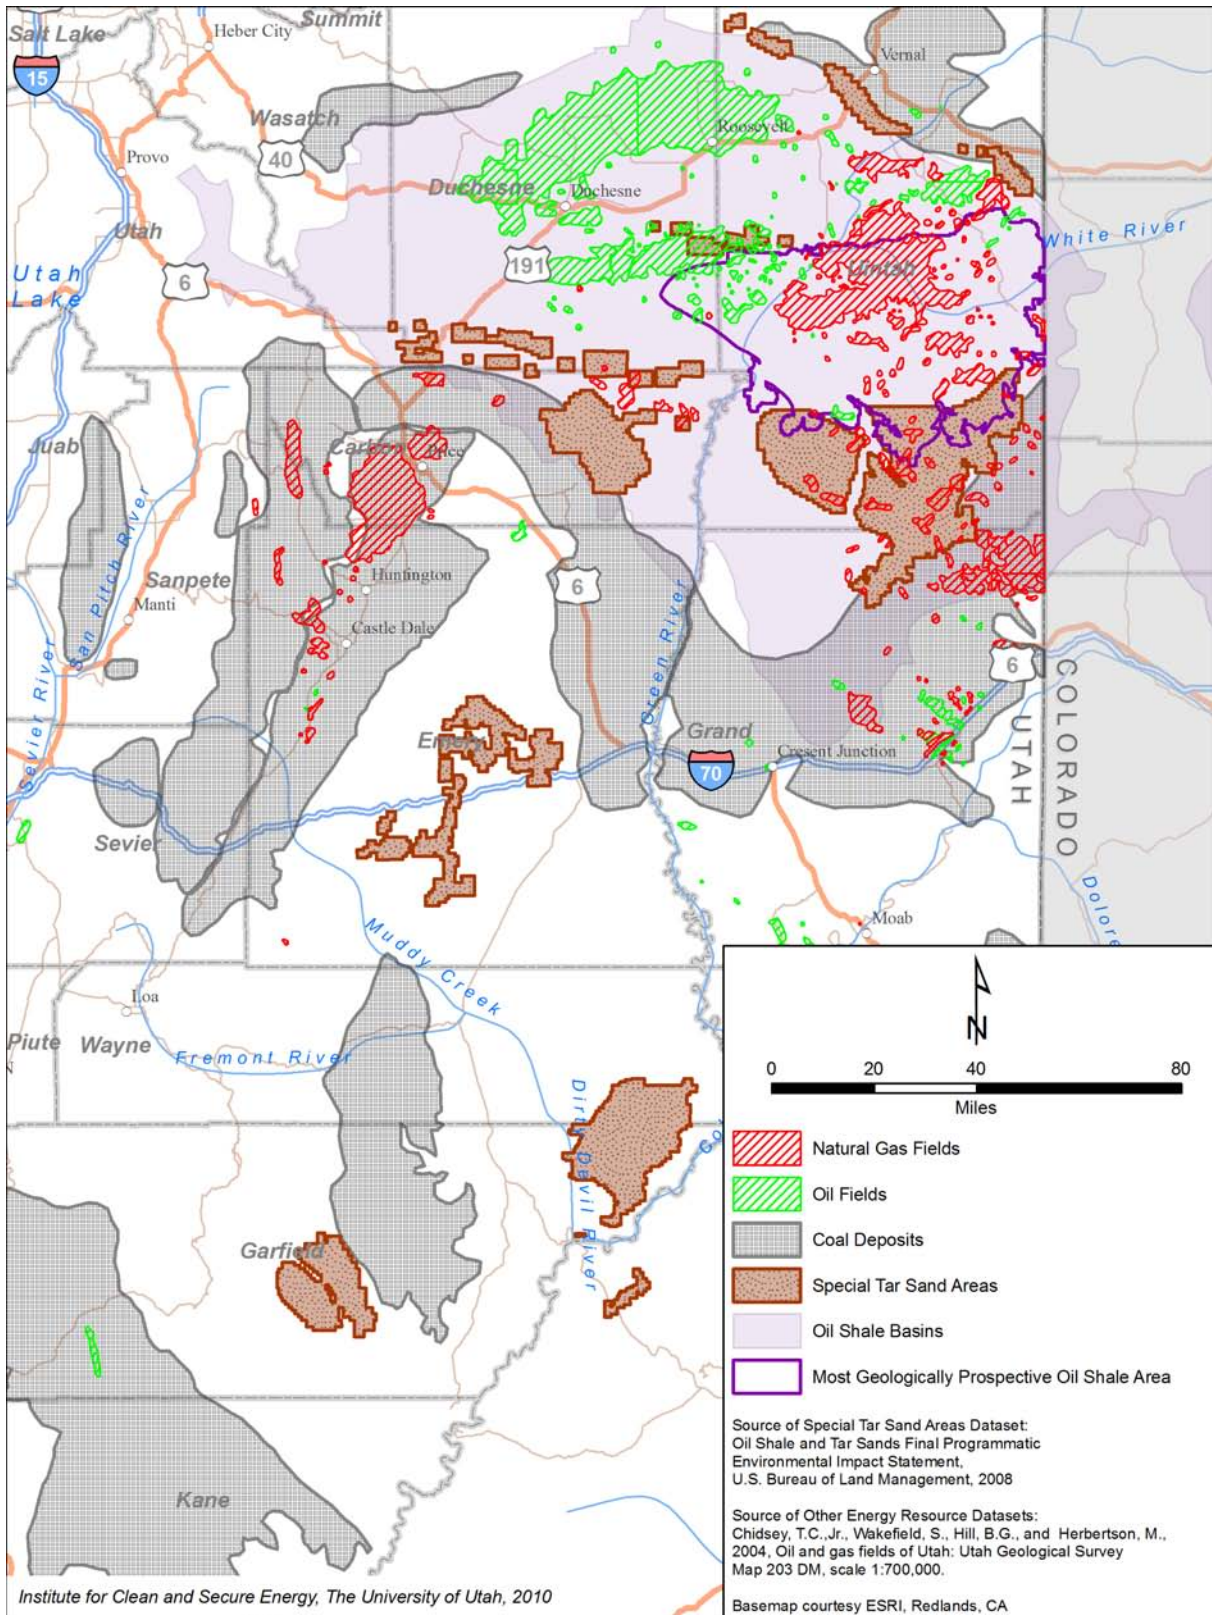 Summit
Salt Lake
Heber City
15
Vernal
Wasatch
40
Roosevelt
Provo
Duchesne
Duchesne
Utah
White River
191
Uintah
6
Utah
Lake
Juab
Carbon
Price
San Pitch River
Sanpete
Huntington
6
Manti
Castle Dale
Green River
6
COLORADO
UTAH
Sevier River
Emery
Grand
Cresent Junction
70
Sevier
Moab
Muddy Creek
Loa
Piute
Wayne
Fremont River
Dirty Devil River
Garfield
Kane
N
0 20 40 80
Miles
Natural Gas Fields
Oil Fields
Coal Deposits
Special Tar Sand Areas
Oil Shale Basins
Most Geologically Prospective Oil Shale Area
Source of Special Tar Sand Areas Dataset:
Oil Shale and Tar Sands Final Programmatic
Environmental Impact Statement,
U.S. Bureau of Land Management, 2008
Source of Other Energy Resource Datasets:
Chidsey, T.C.,Jr., Wakefield, S., Hill, B.G., and Herbertson, M.,
2004, Oil and gas fields of Utah: Utah Geological Survey
Map 203 DM, scale 1:700,000.
Basemap courtesy ESRI, Redlands, CA
Institute for Clean and Secure Energy, The University of Utah, 2010